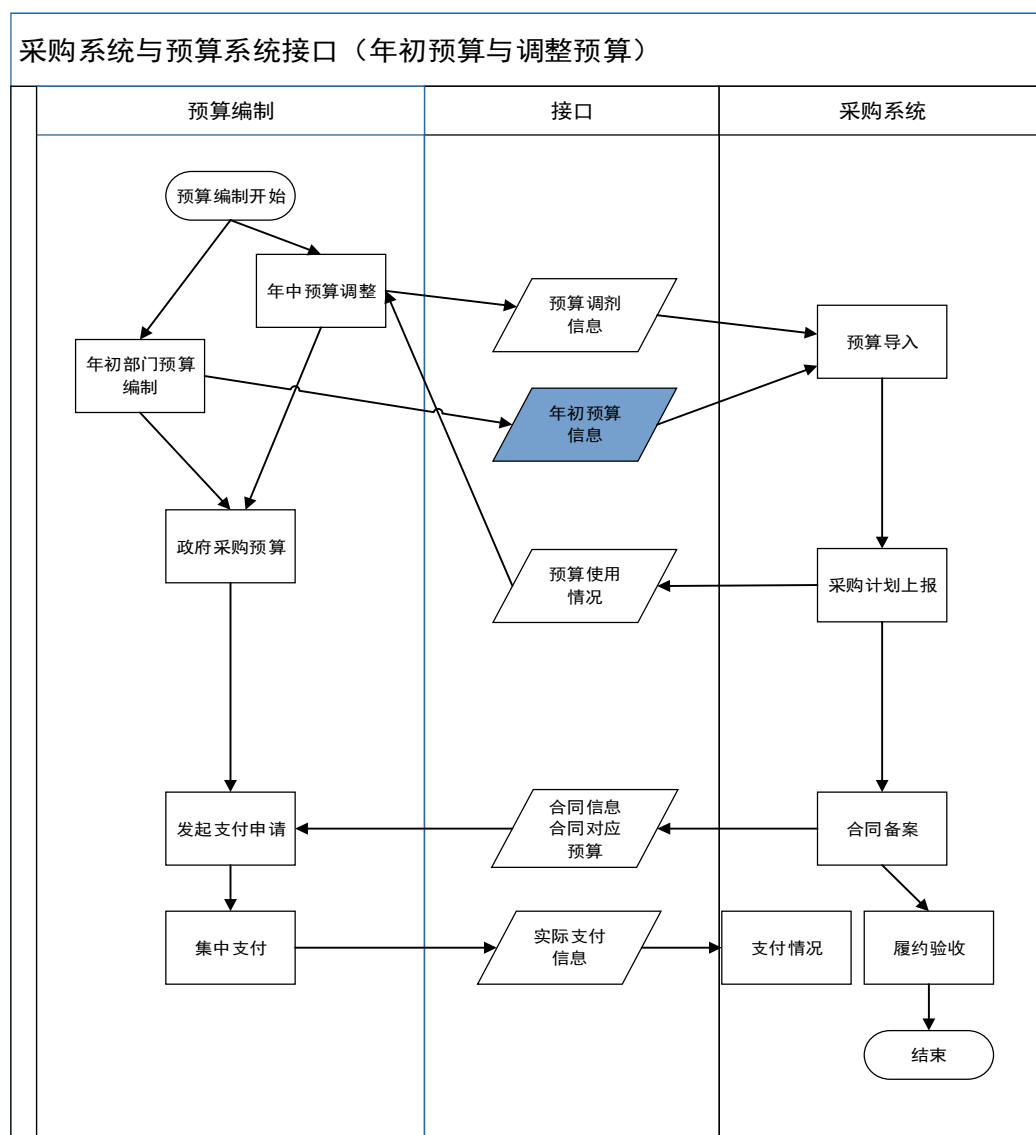 采购系统与预算系统接口（年初预算与调整预算）
预算编制
接口
采购系统
预算编制开始
年中预算调整
预算调剂
信息
预算导入
年初部门预算
编制
年初预算
信息
政府采购预算
预算使用
情况
采购计划上报
发起支付申请
合同信息
合同对应
预算
合同备案
集中支付
实际支付
信息
支付情况
履约验收
结束